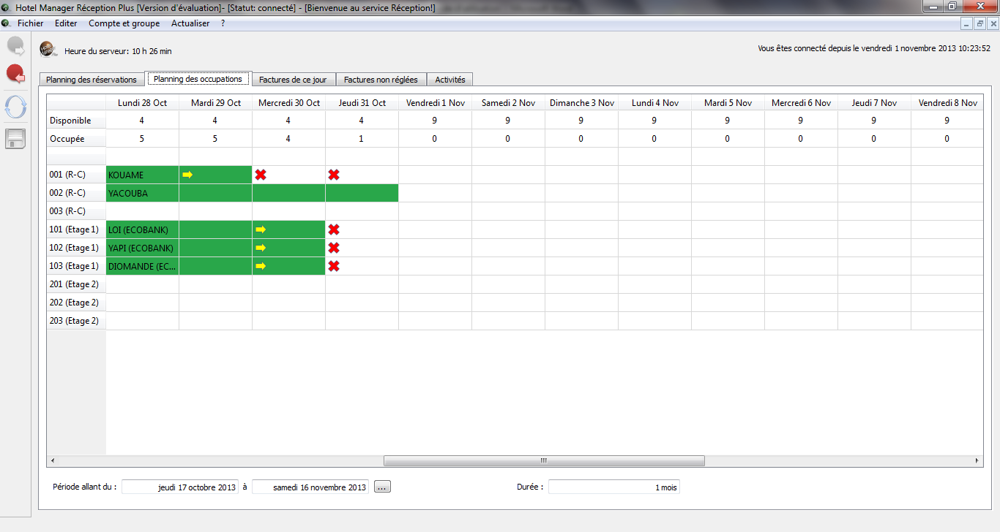 Hotel Manager Réception Plus [Version d'évaluation]- [Statut: connecté] - [Bienvenue au service Réception!]
Fichier Editer Compte et groupe Actualiser ?
Heure du serveur: 10 h 26 min
Vous êtes connecté depuis le vendredi 1 novembre 2013 10:23:52
Planning des réservations Planning des occupations Factures de ce jour Factures non réglées Activités
Lundi 28 Oct Mardi 29 Oct Mercredi 30 Oct Jeudi 31 Oct Vendredi 1 Nov Samedi 2 Nov Dimanche 3 Nov Lundi 4 Nov Mardi 5 Nov Mercredi 6 Nov Jeudi 7 Nov Vendredi 8 Nov
Disponible 4 4 4 4 9 9 9 9 9 9 9 9
Occupée 5 5 4 1 0 0 0 0 0 0 0 0
001 (R-C) KOUAME
002 (R-C) YACOUBA
003 (R-C)
101 (Etage 1) LOI (ECOBANK)
102 (Etage 1) YAPI (ECOBANK)
103 (Etage 1) DIOMANDE (EC...
201 (Etage 2)
202 (Etage 2)
203 (Etage 2)
Période allant du : jeudi 17 octobre 2013 à samedi 16 novembre 2013 ... Durée : 1 mois